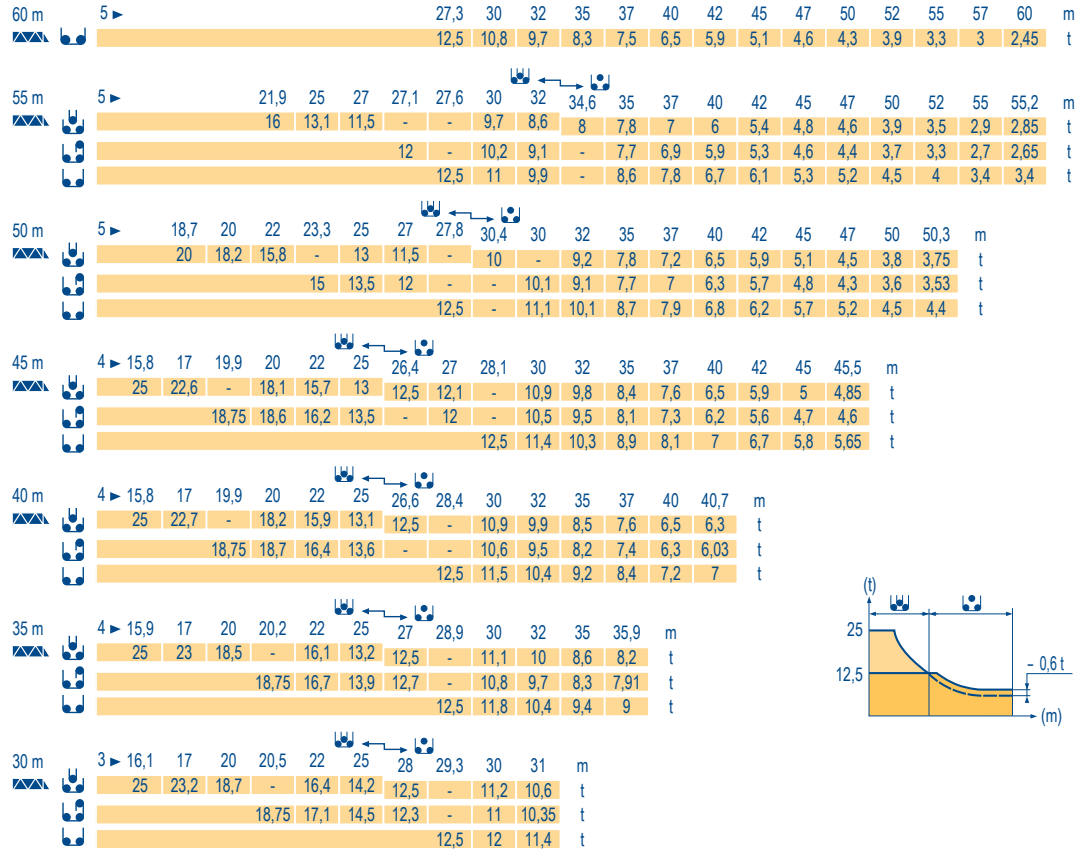 60 m 5 ► 27,3 30 32 35 37 40 42 45 47 50 52 55 57 60 m
12,5 10,8 9,7 8,3 7,5 6,5 5,9 5,1 4,6 4,3 3,9 3,3 3 2,45 t
55 m 5 ► 21,9 25 27 27,1 27,6 30 32 34,6 35 37 40 42 45 47 50 52 55 55,2 m
16 13,1 11,5 - - 9,7 8,6 8 7,8 7 6 5,4 4,8 4,6 3,9 3,5 2,9 2,85 t
12 - 10,2 9,1 - 7,7 6,9 5,9 5,3 4,6 4,4 3,7 3,3 2,7 2,65 t
12,5 11 9,9 - 8,6 7,8 6,7 6,1 5,3 5,2 4,5 4 3,4 3,4 t
50 m 5 ► 18,7 20 22 23,3 25 27 27,8 30,4 30 32 35 37 40 42 45 47 50 50,3 m
20 18,2 15,8 - 13 11,5 - 10 - 9,2 7,8 7,2 6,5 5,9 5,1 4,5 3,8 3,75 t
15 13,5 12 - - 10,1 9,1 7,7 7 6,3 5,7 4,8 4,3 3,6 3,53 t
12,5 - 11,1 10,1 8,7 7,9 6,8 6,2 5,7 5,2 4,5 4,4 t
45 m 4 ► 15,8 17 19,9 20 22 25 26,4 27 28,1 30 32 35 37 40 42 45 45,5 m
25 22,6 - 18,1 15,7 13 12,5 12,1 - 10,9 9,8 8,4 7,6 6,5 5,9 5 4,85 t
18,75 18,6 16,2 13,5 - 12 - 10,5 9,5 8,1 7,3 6,2 5,6 4,7 4,6 t
12,5 11,4 10,3 8,9 8,1 7 6,7 5,8 5,65 t
40 m 4 ► 15,8 17 19,9 20 22 25 26,6 28,4 30 32 35 37 40 40,7 m
25 22,7 - 18,2 15,9 13,1 12,5 - 10,9 9,9 8,5 7,6 6,5 6,3 t
18,75 18,7 16,4 13,6 - - 10,6 9,5 8,2 7,4 6,3 6,03 t
12,5 11,5 10,4 9,2 8,4 7,2 7 t
35 m 4 ► 15,9 17 20 20,2 22 25 27 28,9 30 32 35 35,9 m
25 23 18,5 - 16,1 13,2 12,5 - 11,1 10 8,6 8,2 t
18,75 16,7 13,9 12,7 - 10,8 9,7 8,3 7,91 t
12,5 11,8 10,4 9,4 9 t
30 m 3 ► 16,1 17 20 20,5 22 25 28 29,3 30 31 m
25 23,2 18,7 - 16,4 14,2 12,5 - 11,2 10,6 t
18,75 17,1 14,5 12,3 - 11 10,35 t
12,5 12 11,4 t
(t)
25
12,5
- 0,6 t
(m)